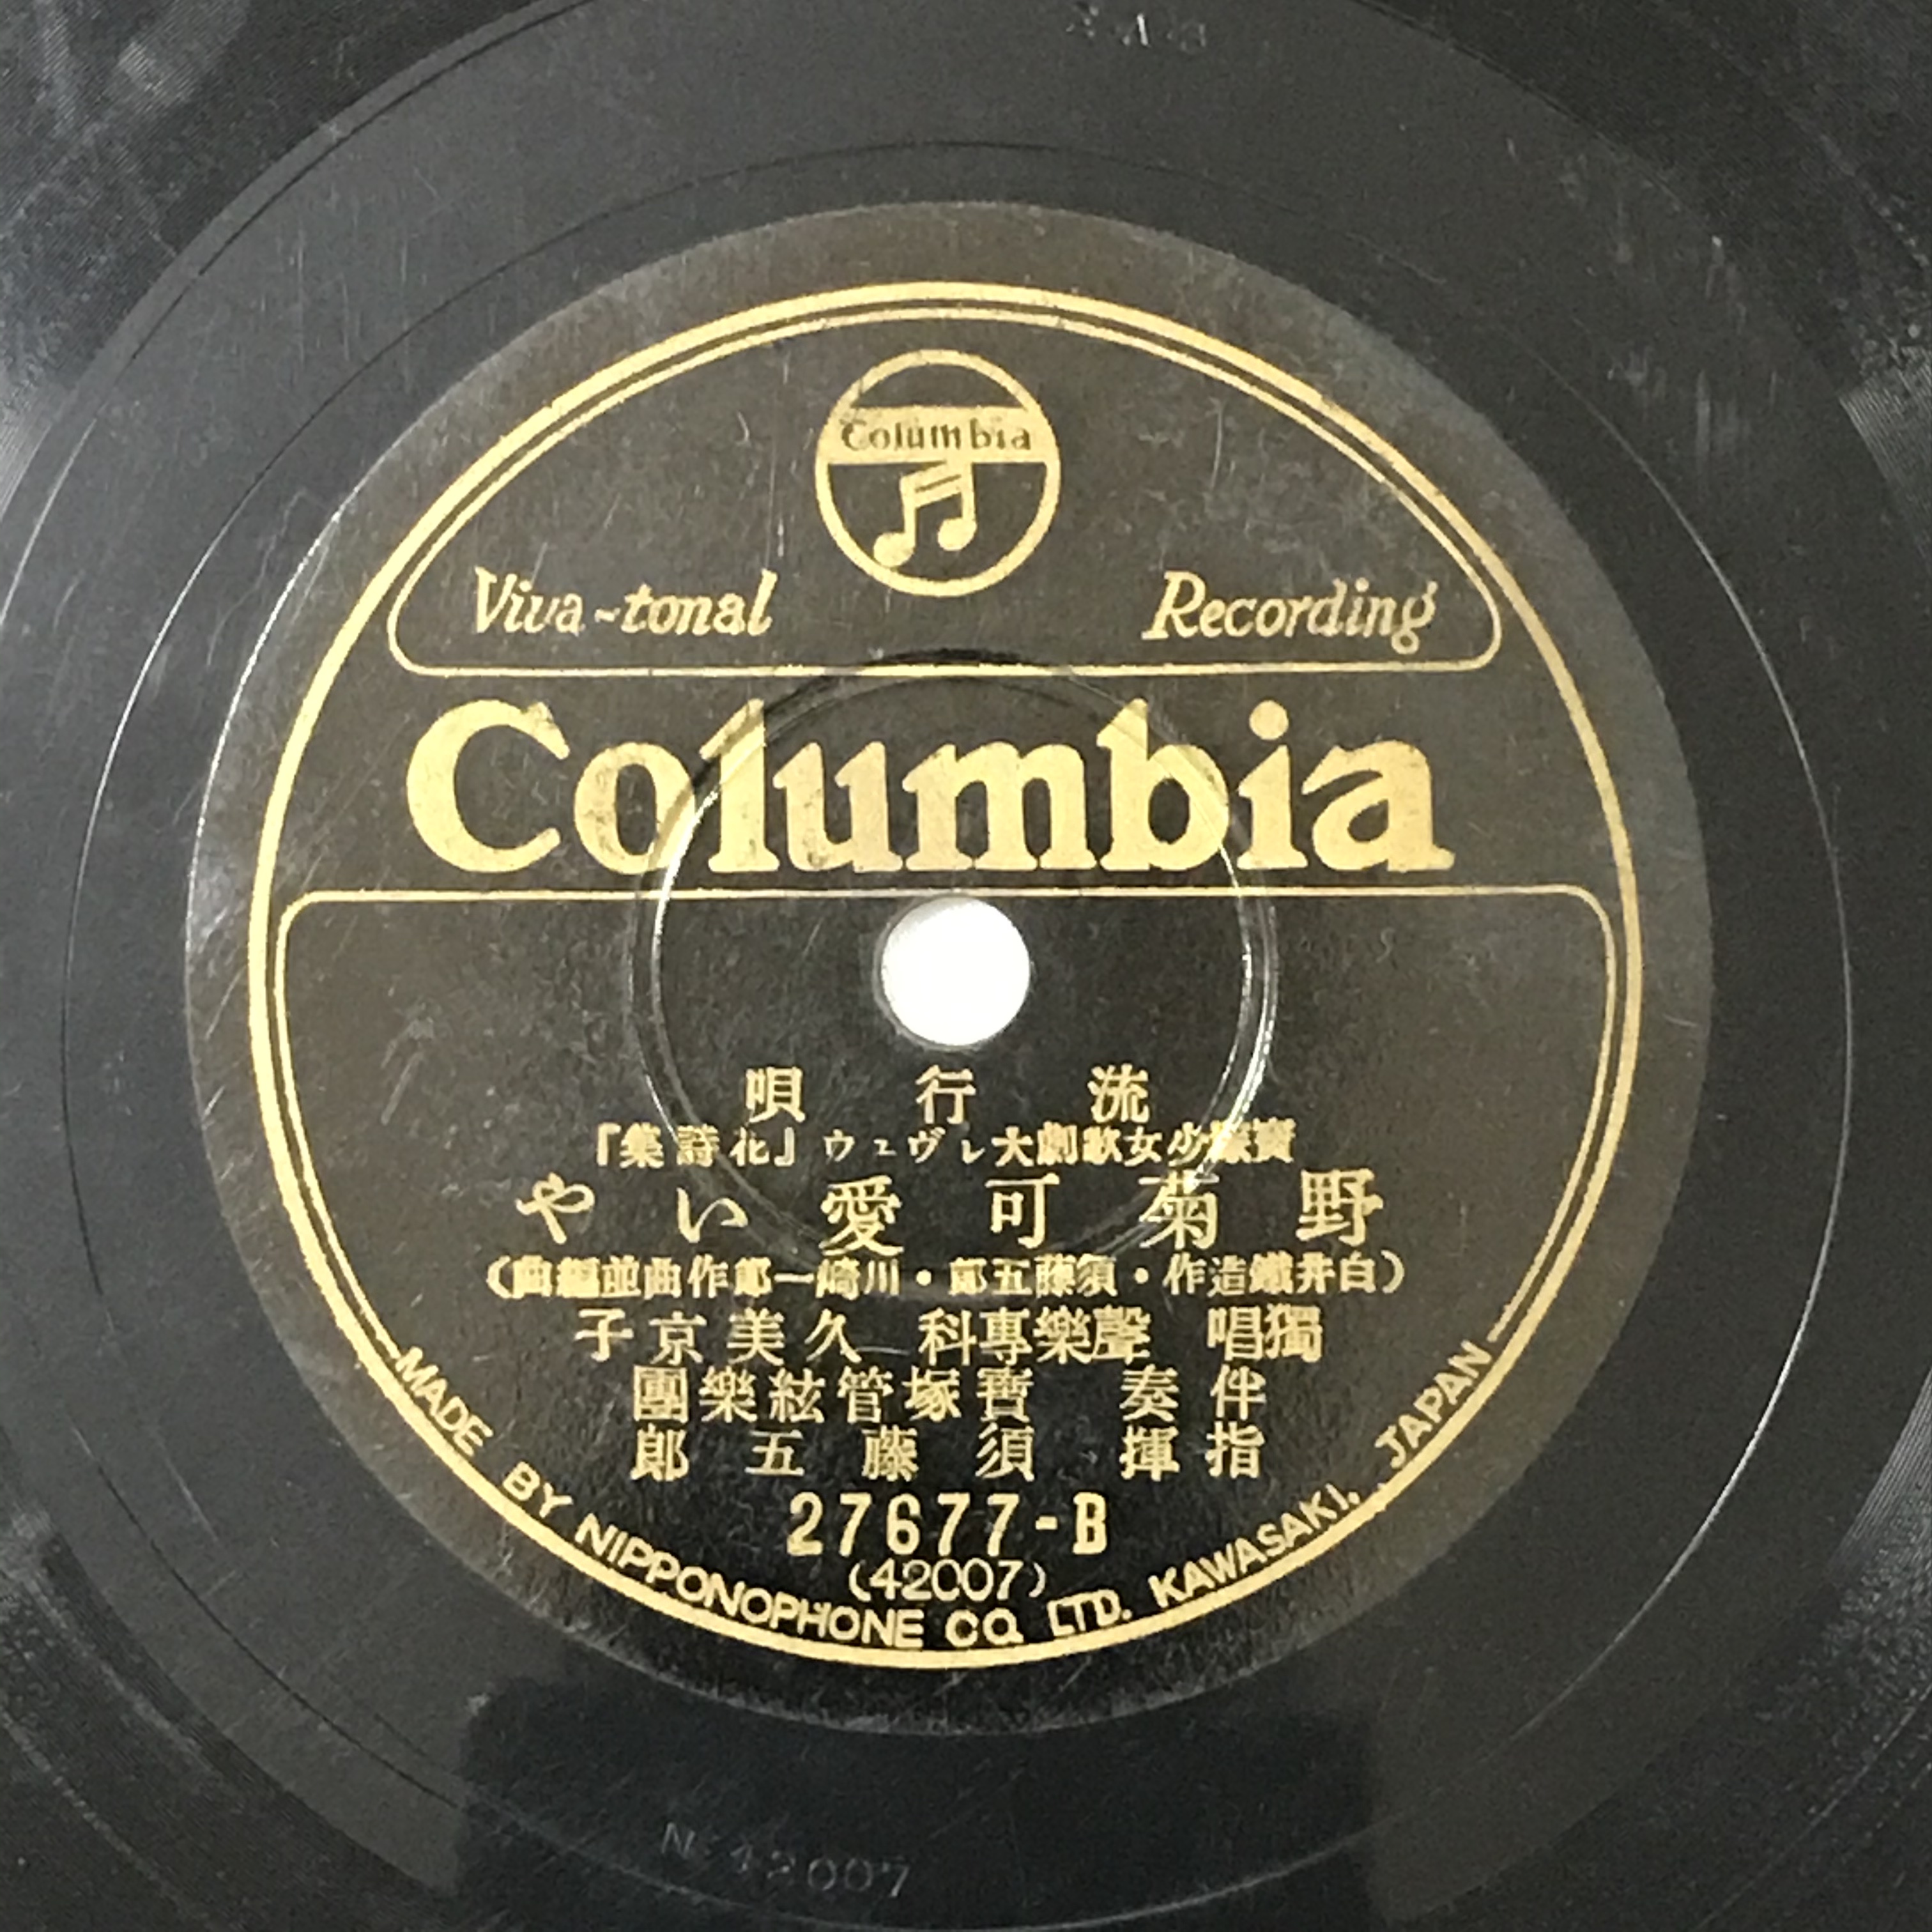 Columbia
Viva-tonal Recording
Columbia
流行唄
寶塚少女歌劇大レヴュウ『花詩集』
野菊可愛いや
(白井鐵造作・須藤五郎・川崎一郎作曲並編曲)
獨唱 聲樂專科 久美京子
伴奏 寶塚管絃樂團
指揮 須藤五郎
27677-B
(42007)
MADE BY NIPPONOPHONE CO. LTD. KAWASAKI, JAPAN
N 42007